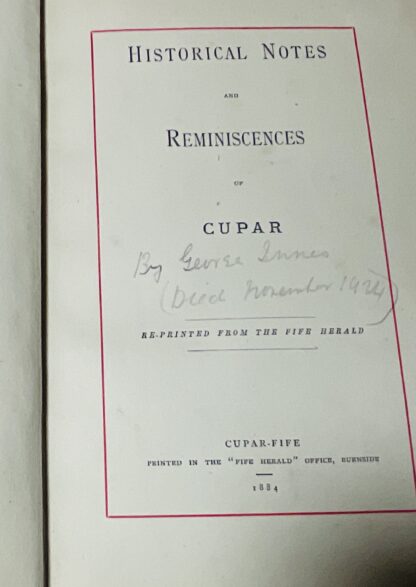 HISTORICAL NOTES
AND
REMINISCENCES
OF
CUPAR
By George Innes
(Died November 1924)
RE-PRINTED FROM THE FIFE HERALD
CUPAR-FIFE
PRINTED IN THE "FIFE HERALD" OFFICE, BURNSIDE
1884